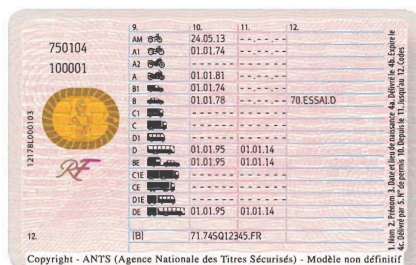 9. 10. 11. 12.
750104
100001
AM 24.05.13 --.--.--
A1 01.01.74 --.--.--
A2
A 01.01.81 --.--.--
B1 01.01.74 --.--.--
B 01.01.78 --.--.-- 70.ESSAI.D
C1
C
D1
D 01.01.95 01.01.14
BE 01.01.95 01.01.14
C1E
CE
D1E
DE 01.01.95 01.01.14
12. (B) 71.74SQ12345.FR
12178L000103
RF
1. Nom 2. Prénom 3. Date et lieu de naissance 4a. Délivré le 4b. Expire le
4c. Délivré par 5. N° de permis 10. Depuis le 11. Jusqu'au 12. Codes
Copyright - ANTS (Agence Nationale des Titres Sécurisés) - Modèle non définitif